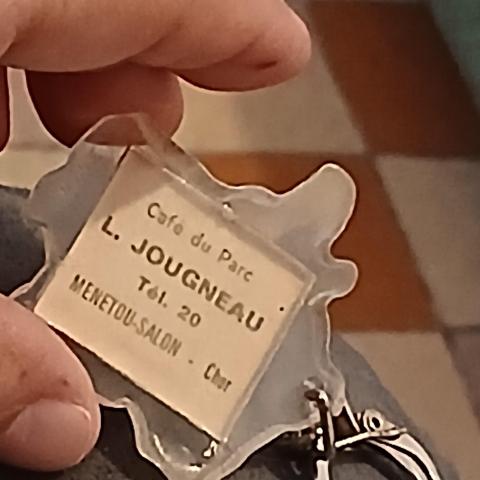 Café du Parc
L. JOUGNEAU
Tél. 20
MENETOU-SALON - Cher